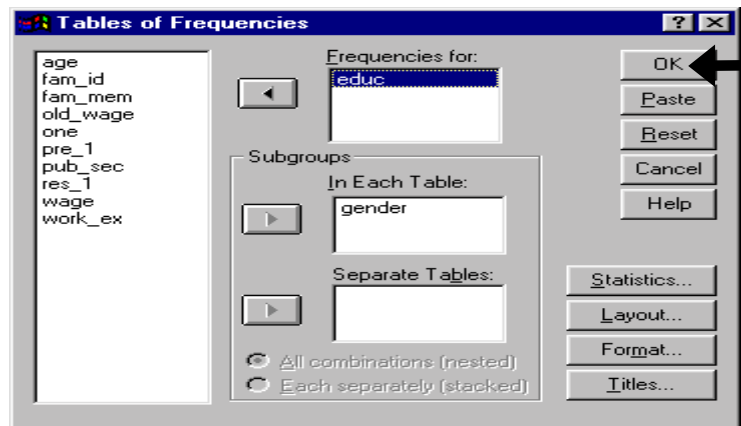 Tables of Frequencies
age
fam_id
fam_mem
old_wage
one
pre_1
pub_sec
res_1
wage
work_ex
Frequencies for:
educ
Subgroups
In Each Table:
gender
Separate Tables:
All combinations (nested)
Each separately (stacked)
OK
Paste
Reset
Cancel
Help
Statistics...
Layout...
Format...
Titles...